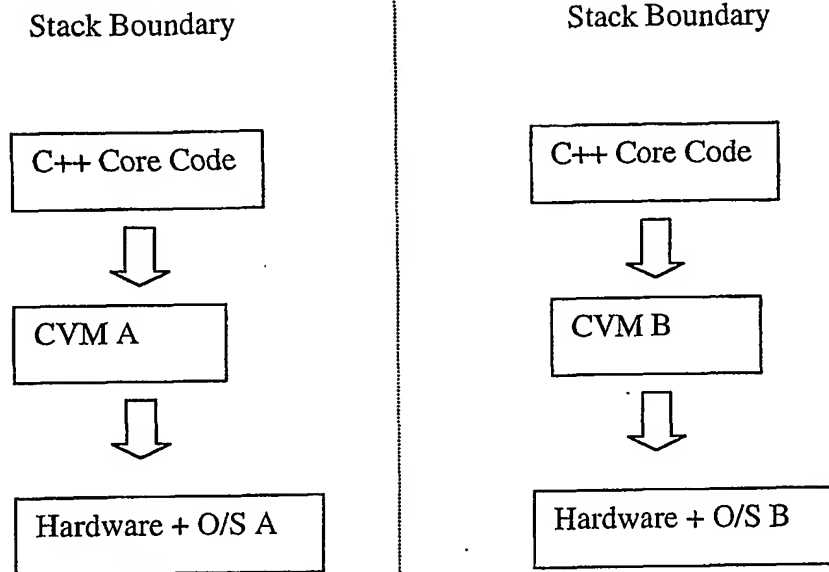 Stack Boundary
C++ Core Code
CVM A
Hardware + O/S A
Stack Boundary
C++ Core Code
CVM B
Hardware + O/S B